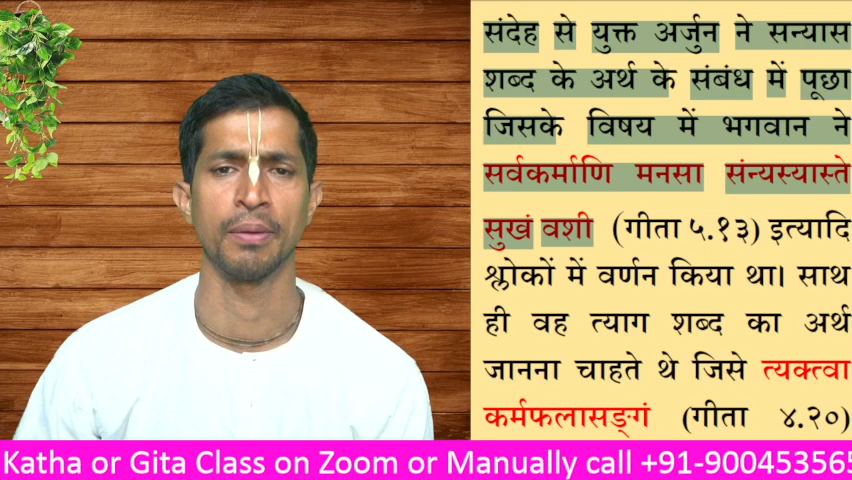 संदेह से युक्त अर्जुन ने सन्यास
शब्द के अर्थ के संबंध में पूछा
जिसके विषय में भगवान ने
सर्वकर्माणि मनसा संन्यस्यास्ते
सुखं वशी (गीता ५.१३) इत्यादि
श्लोकों में वर्णन किया था। साथ
ही वह त्याग शब्द का अर्थ
जानना चाहते थे जिसे त्यक्त्वा
कर्मफलासङ्गं (गीता ४.२०)
Katha or Gita Class on Zoom or Manually call +91-900453565